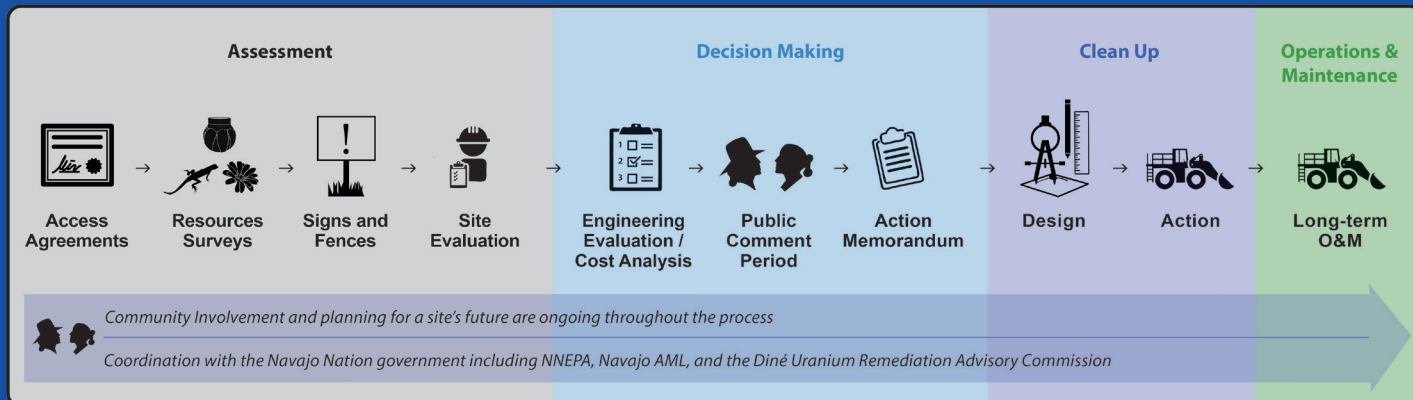 Assessment
Decision Making
Clean Up
Operations &
Maintenance
!
1
2
3
Access
Agreements
Resources
Surveys
Signs and
Fences
Site
Evaluation
Engineering
Evaluation /
Cost Analysis
Public
Comment
Period
Action
Memorandum
Design
Action
Long-term
O&M
Community Involvement and planning for a site's future are ongoing throughout the process
Coordination with the Navajo Nation government including NNEPA, Navajo AML, and the Diné Uranium Remediation Advisory Commission